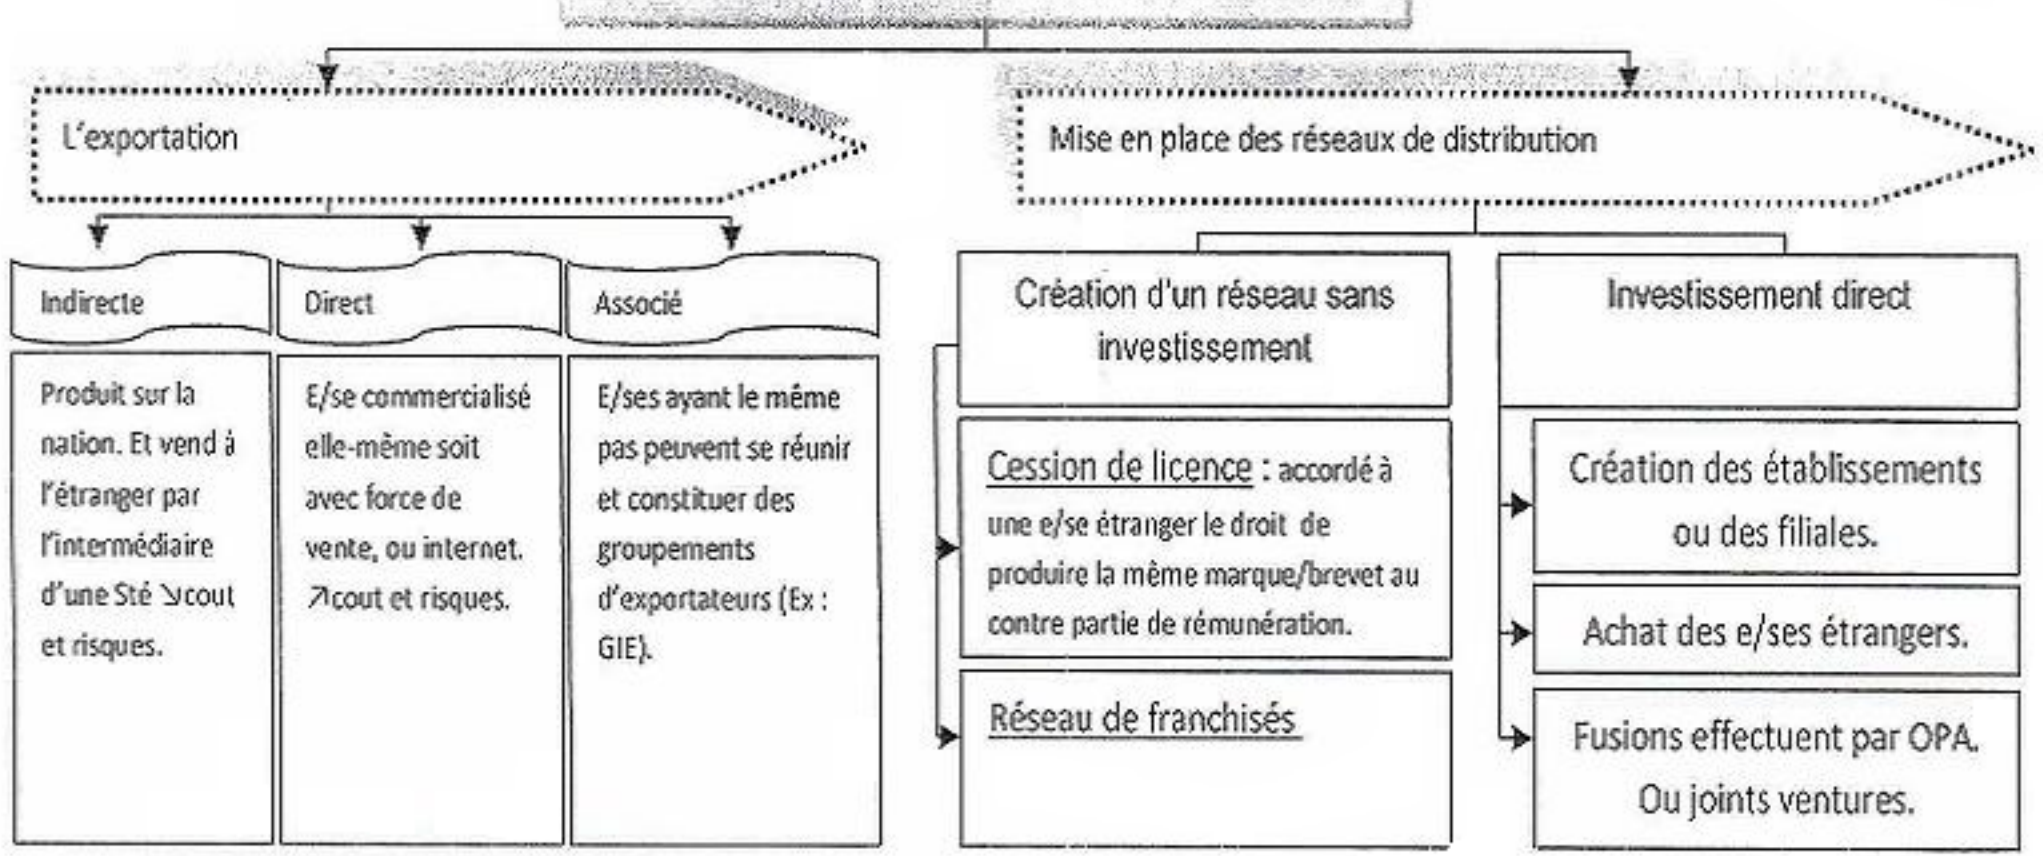 L'exportation
Mise en place des réseaux de distribution
Indirecte
Direct
Associé
Produit sur la
nation. Et vend à
l'étranger par
l'intermédiaire
d'une Sté ↘cout
et risques.
E/se commercialisé
elle-même soit
avec force de
vente, ou internet.
↗cout et risques.
E/ses ayant le même
pas peuvent se réunir
et constituer des
groupements
d'exportateurs (Ex :
GIE).
Création d'un réseau sans
investissement
Cession de licence : accordé à
une e/se étranger le droit de
produire la même marque/brevet au
contre partie de rémunération.
Réseau de franchisés
Investissement direct
Création des établissements
ou des filiales.
Achat des e/ses étrangers.
Fusions effectuent par OPA.
Ou joints ventures.